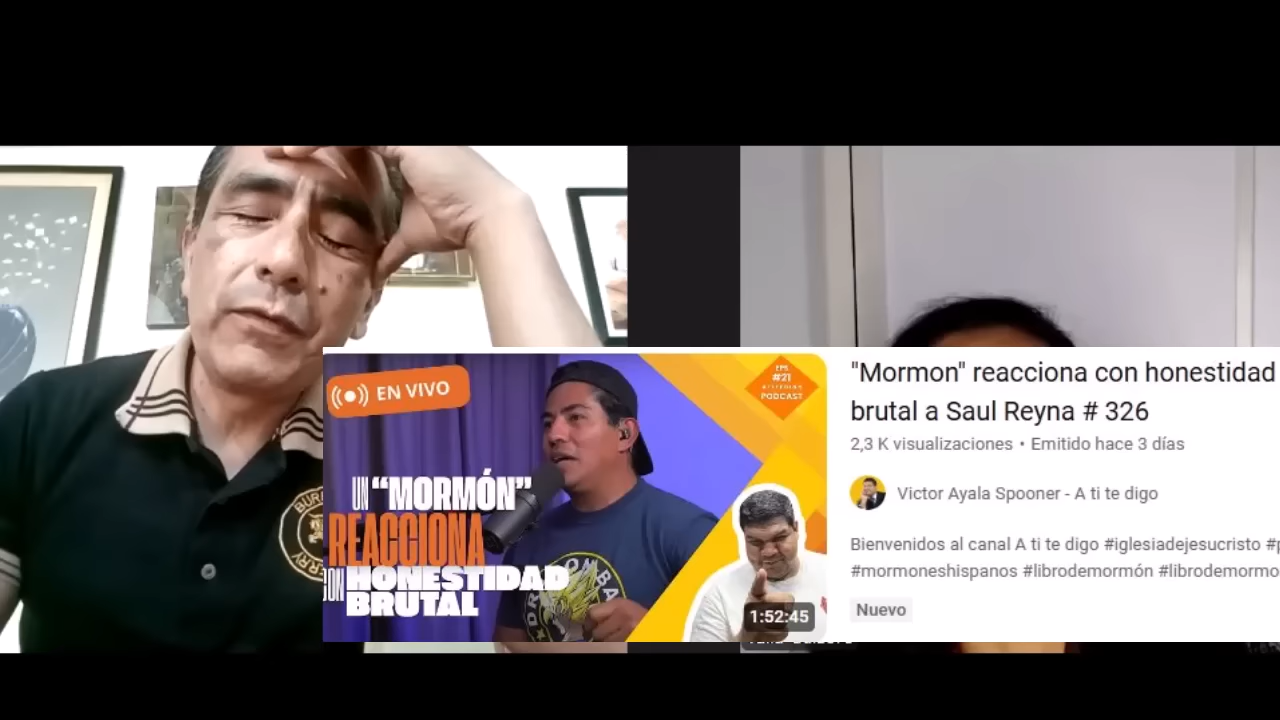 EN VIVO
EPS
#21
PODCAST
UN “MORMÓN”
REACCIONA
CON HONESTIDAD
BRUTAL
1:52:45
"Mormon" reacciona con honestidad
brutal a Saul Reyna # 326
2,3 K visualizaciones • Emitido hace 3 días
Victor Ayala Spooner - A ti te digo
Bienvenidos al canal A ti te digo #iglesiadejesucristo #p
#mormoneshispanos #librodemormón #librodemormo
Nuevo